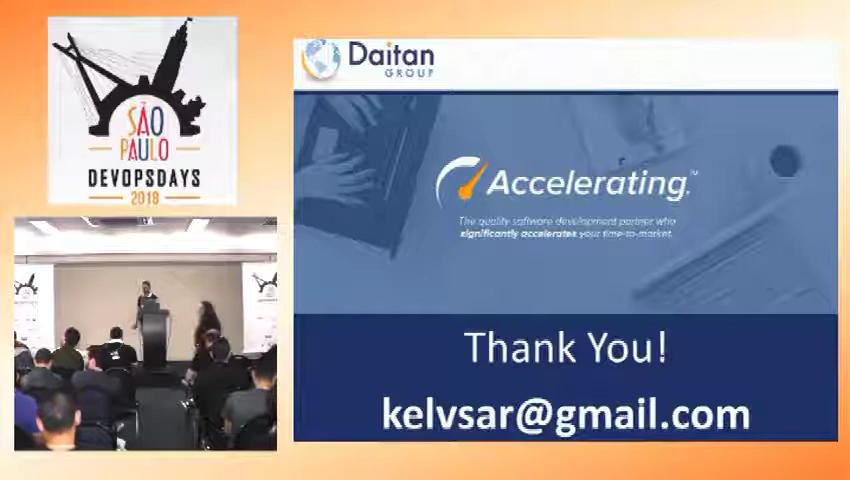 SÃO
PAULO
DEVOPSDAYS
2018
Daitan
GROUP
Accelerating.™
The quality software development partner who
significantly accelerates your time-to-market.
Thank You!
kelvsar@gmail.com